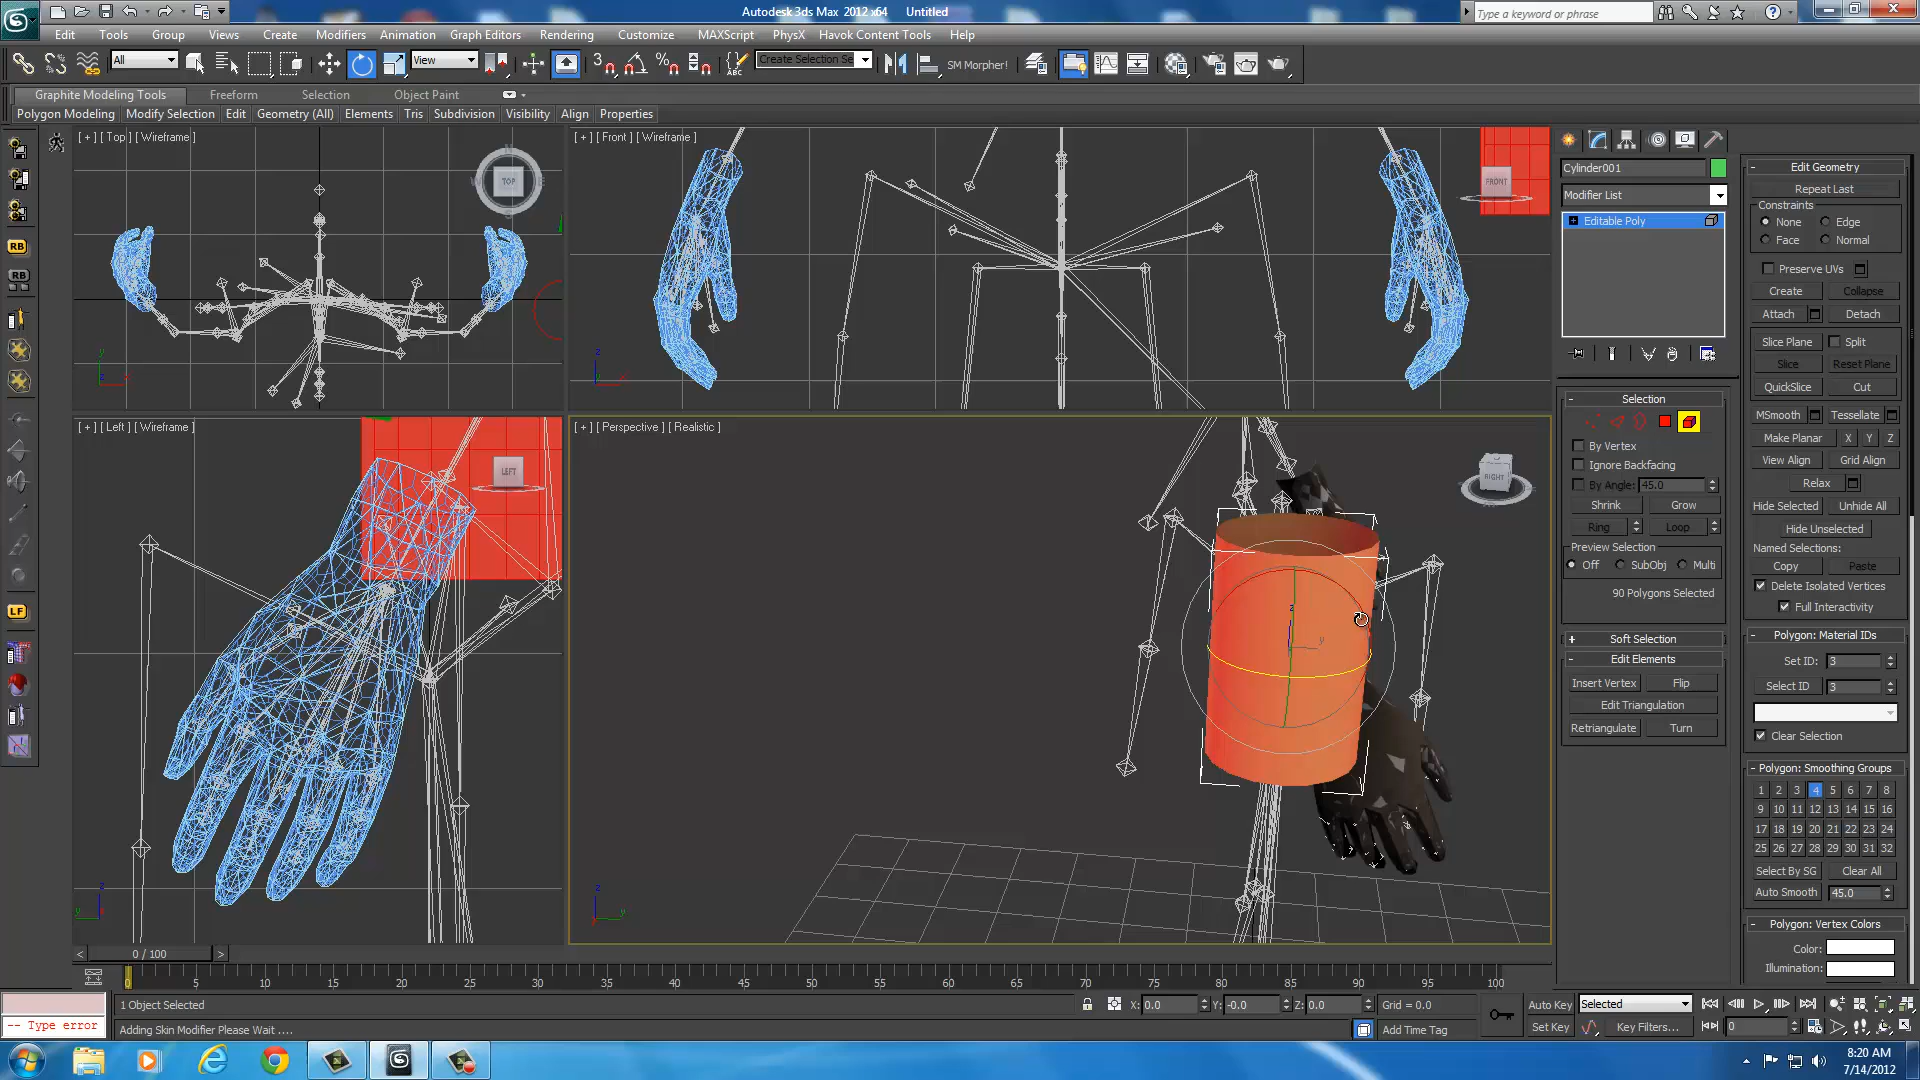 Autodesk 3ds Max 2012 x64 Untitled
Type a keyword or phrase
Edit Tools Group Views Create Modifiers Animation Graph Editors Rendering Customize MAXScript PhysX Havok Content Tools Help
All View Create Selection Se SM Morpher!
Graphite Modeling Tools Freeform Selection Object Paint
Polygon Modeling Modify Selection Edit Geometry (All) Elements Tris Subdivision Visibility Align Properties
[ + ] [ Top ] [ Wireframe ]
TOP
[ + ] [ Front ] [ Wireframe ]
FRONT
[ + ] [ Left ] [ Wireframe ]
LEFT
[ + ] [ Perspective ] [ Realistic ]
RIGHT
RB
RB
LF
Cylinder001
Modifier List
Editable Poly
Selection
By Vertex
Ignore Backfacing
By Angle: 45.0
Shrink Grow
Ring Loop
Preview Selection
Off SubObj Multi
90 Polygons Selected
Soft Selection
Edit Elements
Insert Vertex Flip
Edit Triangulation
Retriangulate Turn
Edit Geometry
Repeat Last
Constraints
None Edge
Face Normal
Preserve UVs
Create Collapse
Attach Detach
Slice Plane Split
Slice Reset Plane
QuickSlice Cut
MSmooth Tessellate
Make Planar X Y Z
View Align Grid Align
Relax
Hide Selected Unhide All
Hide Unselected
Named Selections:
Copy Paste
Delete Isolated Vertices
Full Interactivity
Polygon: Material IDs
Set ID: 3
Select ID 3
Clear Selection
Polygon: Smoothing Groups
1 2 3 4 5 6 7 8
9 10 11 12 13 14 15 16
17 18 19 20 21 22 23 24
25 26 27 28 29 30 31 32
Select By SG Clear All
Auto Smooth 45.0
Polygon: Vertex Colors
Color:
Illumination:
0 / 100
0 5 10 15 20 25 30 35 40 45 50 55 60 65 70 75 80 85 90 95 100
1 Object Selected X: 0.0 Y: -0.0 Z: 0.0 Grid = 0.0 Auto Key Selected
-- Type error Adding Skin Modifier Please Wait .... Add Time Tag Set Key Key Filters... 0
8:20 AM
7/14/2012